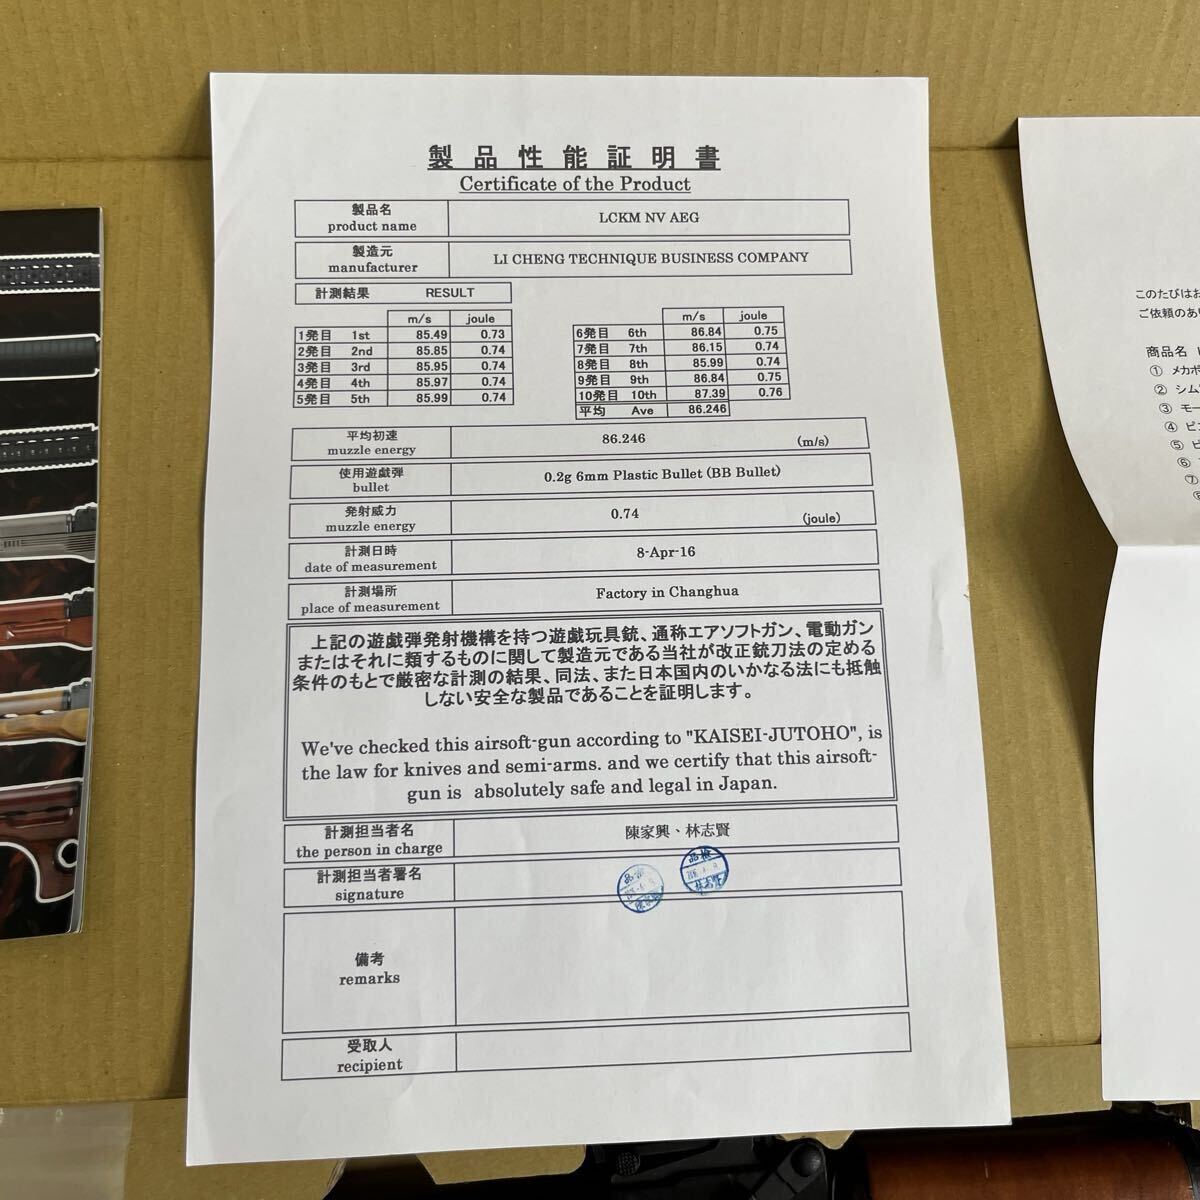 製品性能証明書
Certificate of the Product
製品名
product name
LCKM NV AEG
製造元
manufacturer
LI CHENG TECHNIQUE BUSINESS COMPANY
計測結果 RESULT
m/s joule
1発目 1st 85.49 0.73
2発目 2nd 85.85 0.74
3発目 3rd 85.95 0.74
4発目 4th 85.97 0.74
5発目 5th 85.99 0.74
m/s joule
6発目 6th 86.84 0.75
7発目 7th 86.15 0.74
8発目 8th 85.99 0.74
9発目 9th 86.84 0.75
10発目 10th 87.39 0.76
平均 Ave 86.246
平均初速
muzzle energy
86.246 (m/s)
使用遊戯弾
bullet
0.2g 6mm Plastic Bullet (BB Bullet)
発射威力
muzzle energy
0.74 (joule)
計測日時
date of measurement
8-Apr-16
計測場所
place of measurement
Factory in Changhua
上記の遊戯弾発射機構を持つ遊戯玩具銃、通称エアソフトガン、電動ガン
またはそれに類するものに関して製造元である当社が改正銃刀法の定める
条件のもとで厳密な計測の結果、同法、また日本国内のいかなる法にも抵触
しない安全な製品であることを証明します。
We've checked this airsoft-gun according to "KAISEI-JUTOHO", is
the law for knives and semi-arms. and we certify that this airsoft-
gun is absolutely safe and legal in Japan.
計測担当者名
the person in charge
陳家興、林志賢
計測担当者署名
signature
品検
備考
remarks
受取人
recipient
このたびはお
ご依頼のあり
商品名
① メカボ
② シム
③ モー
④ ピ
⑤ ピ
⑥
⑦